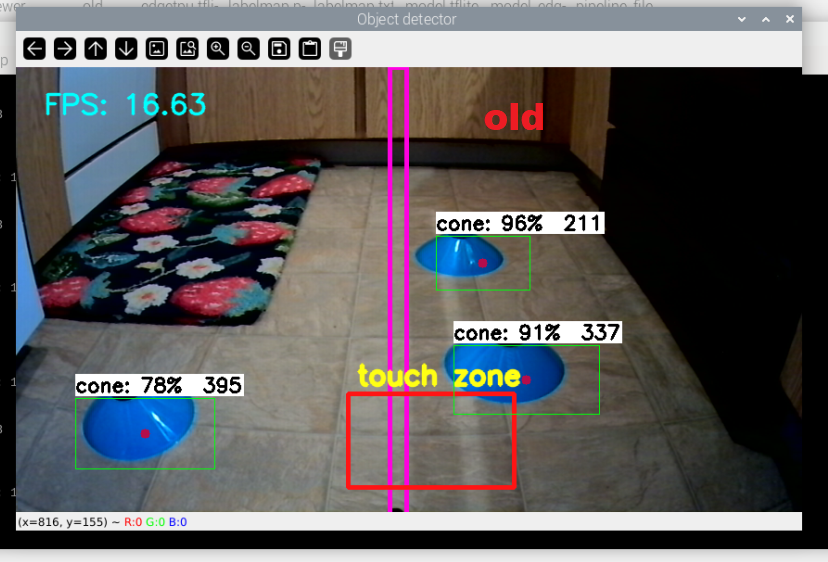 Object detector
FPS: 16.63
old
cone: 96% 211
cone: 91% 337
touch zone
cone: 78% 395
(x=816, y=155) ~ R:0 G:0 B:0